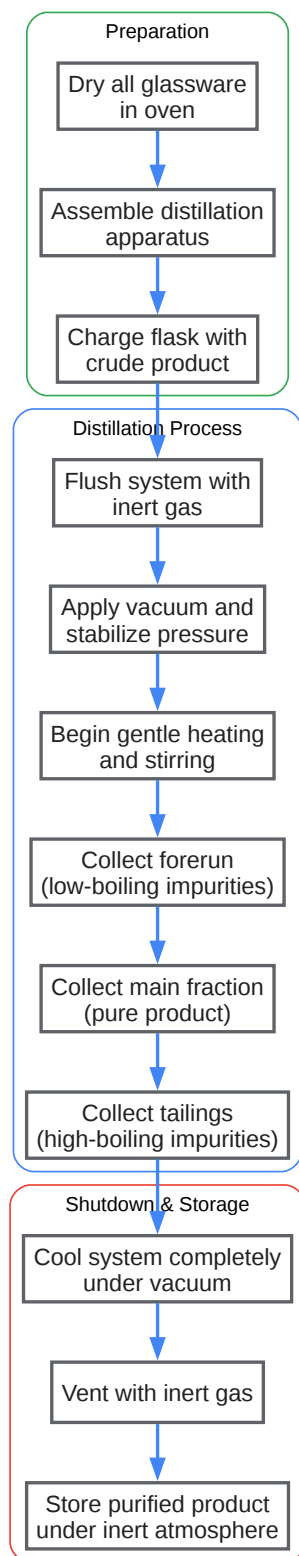 Preparation
Dry all glassware
in oven
Assemble distillation
apparatus
Charge flask with
crude product
Distillation Process
Flush system with
inert gas
Apply vacuum and
stabilize pressure
Begin gentle heating
and stirring
Collect forerun
(low-boiling impurities)
Collect main fraction
(pure product)
Collect tailings
(high-boiling impurities)
Shutdown & Storage
Cool system completely
under vacuum
Vent with inert gas
Store purified product
under inert atmosphere